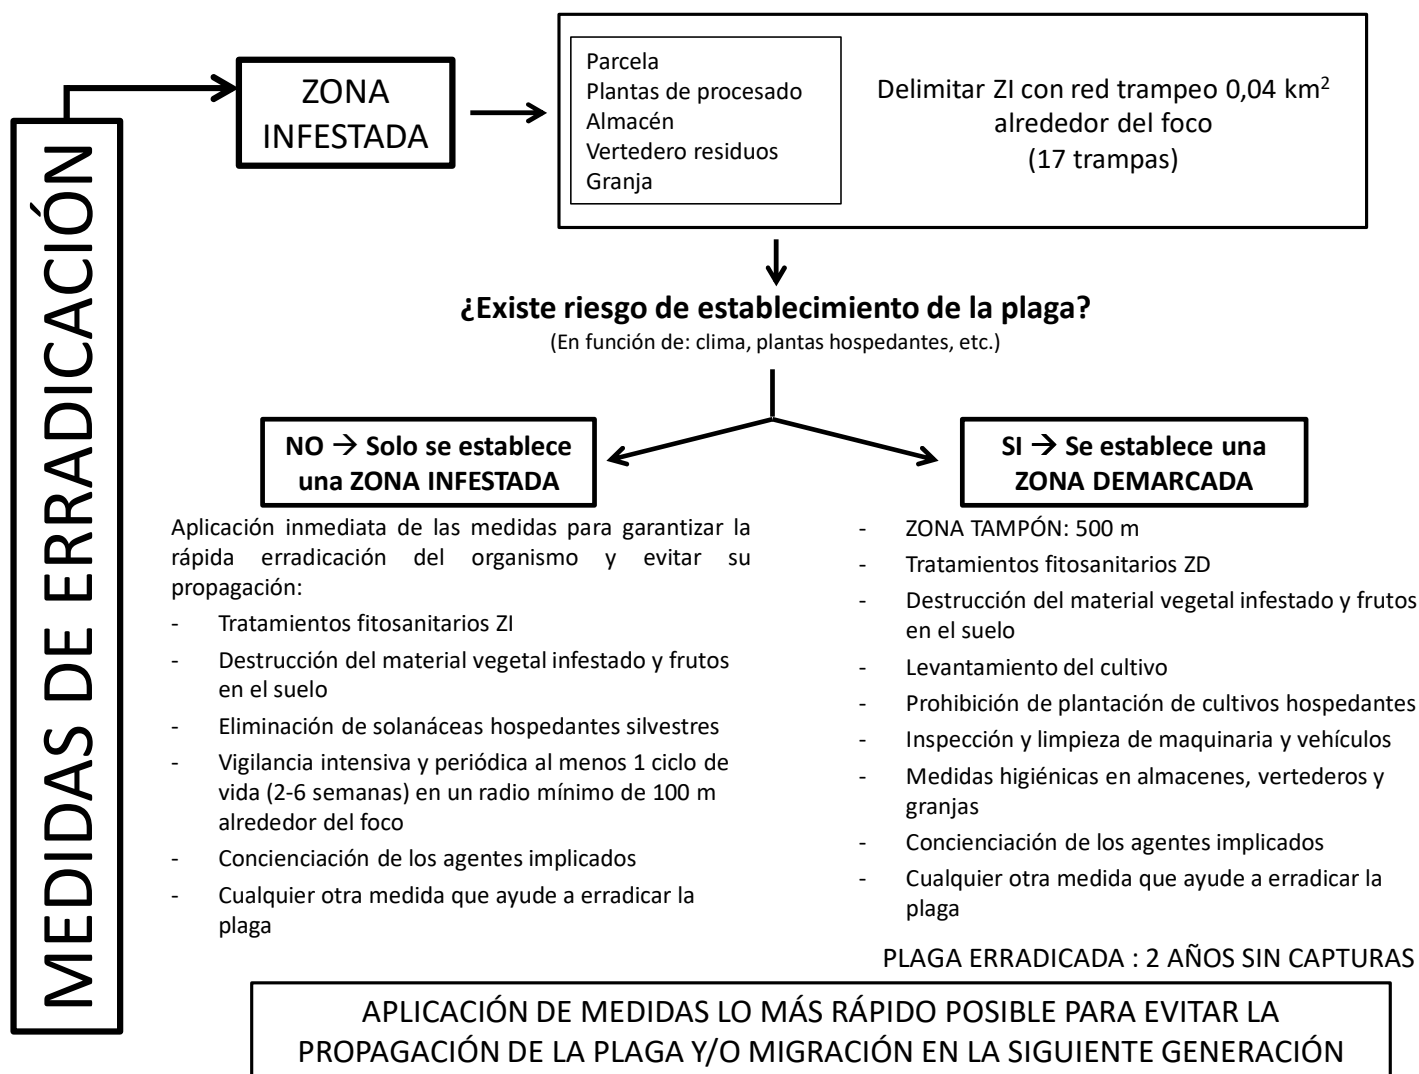 MEDIDAS DE ERRADICACIÓN
ZONA
INFESTADA
Parcela
Plantas de procesado
Almacén
Vertedero residuos
Granja
Delimitar ZI con red trampeo 0,04 km²
alrededor del foco
(17 trampas)
¿Existe riesgo de establecimiento de la plaga?
(En función de: clima, plantas hospedantes, etc.)
NO → Solo se establece
una ZONA INFESTADA
Aplicación inmediata de las medidas para garantizar la
rápida erradicación del organismo y evitar su
propagación:
- Tratamientos fitosanitarios ZI
- Destrucción del material vegetal infestado y frutos
en el suelo
- Eliminación de solanáceas hospedantes silvestres
- Vigilancia intensiva y periódica al menos 1 ciclo de
vida (2-6 semanas) en un radio mínimo de 100 m
alrededor del foco
- Concienciación de los agentes implicados
- Cualquier otra medida que ayude a erradicar la
plaga
SI → Se establece una
ZONA DEMARCADA
- ZONA TAMPÓN: 500 m
- Tratamientos fitosanitarios ZD
- Destrucción del material vegetal infestado y frutos
en el suelo
- Levantamiento del cultivo
- Prohibición de plantación de cultivos hospedantes
- Inspección y limpieza de maquinaria y vehículos
- Medidas higiénicas en almacenes, vertederos y
granjas
- Concienciación de los agentes implicados
- Cualquier otra medida que ayude a erradicar la
plaga
PLAGA ERRADICADA : 2 AÑOS SIN CAPTURAS
APLICACIÓN DE MEDIDAS LO MÁS RÁPIDO POSIBLE PARA EVITAR LA
PROPAGACIÓN DE LA PLAGA Y/O MIGRACIÓN EN LA SIGUIENTE GENERACIÓN